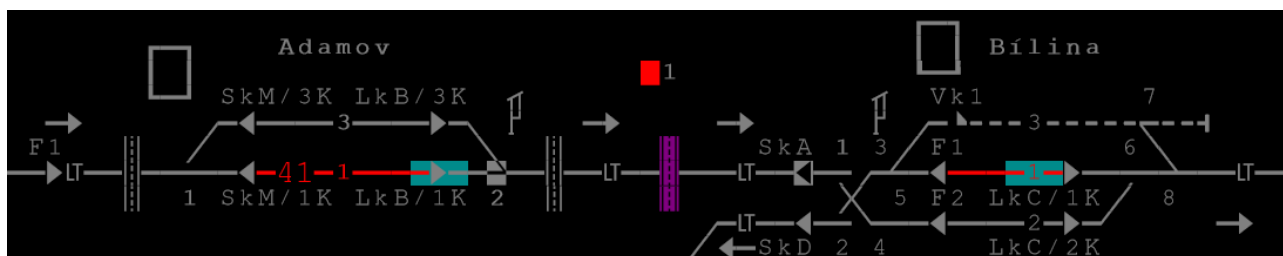 Adamov Bílina
1
SkM/3K LkB/3K Vk1 7
3 3
F1 SkA 1 3 F1 6
LT 41 1 LT LT 1 LT
1 SkM/1K LkB/1K 2 5 F2 LkC/1K 8
LT 2
SkD 2 4 LkC/2K